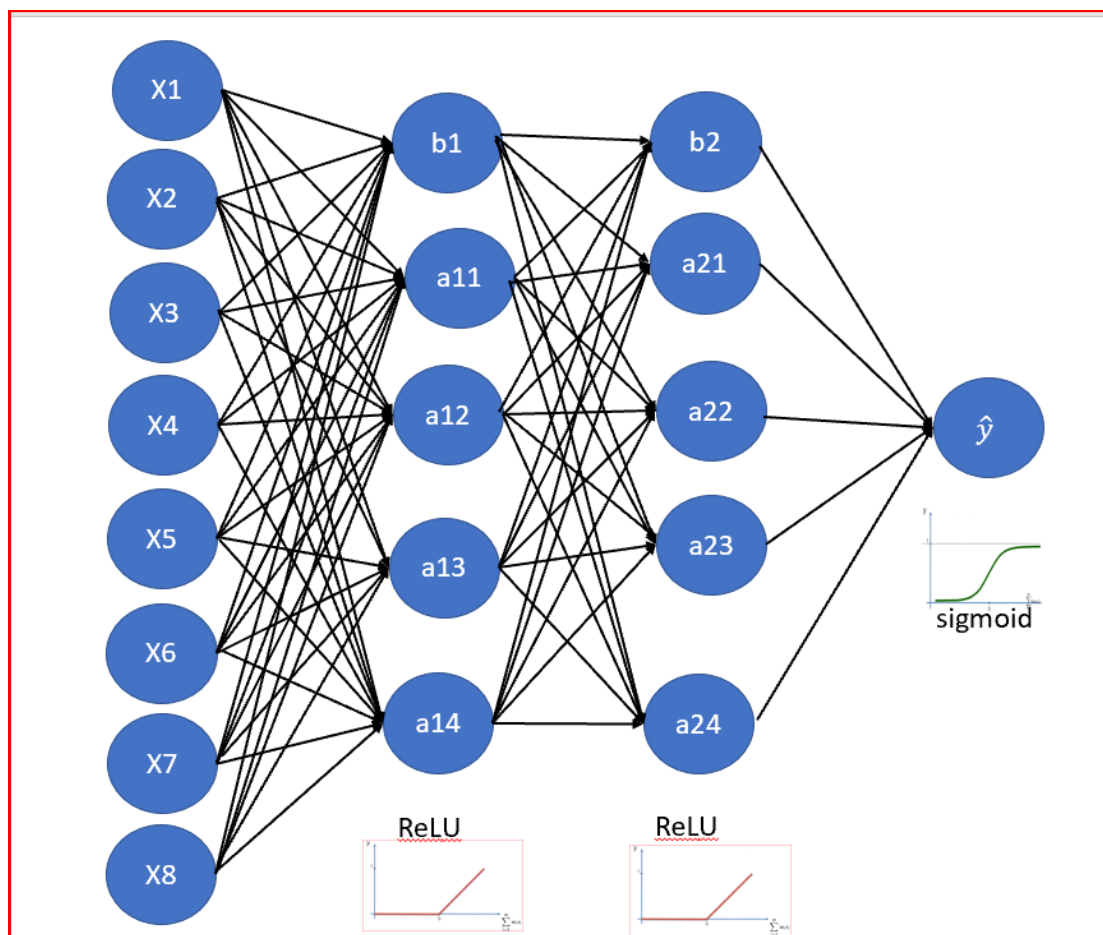 X1
X2
X3
X4
X5
X6
X7
X8
b1
a11
a12
a13
a14
ReLU
b2
a21
a22
a23
a24
ReLU
ŷ
sigmoid